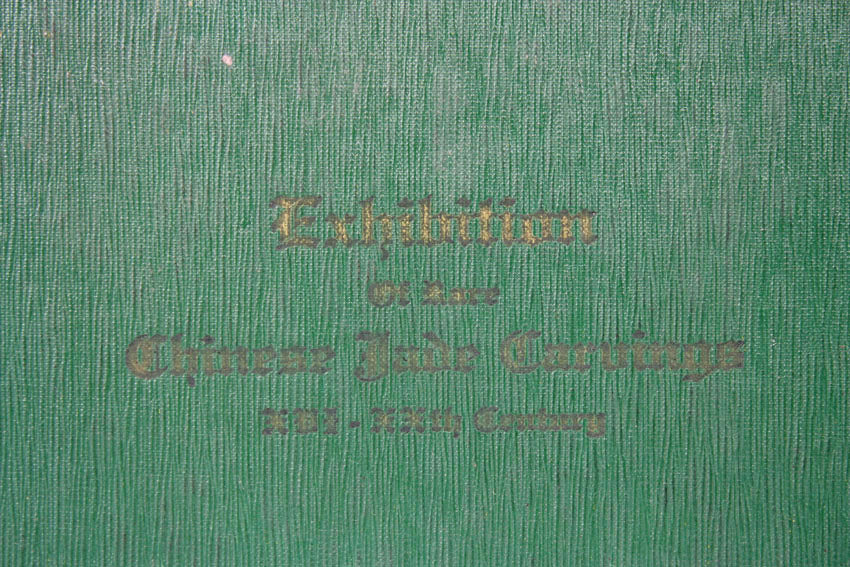 Exhibition
Of Rare
Chinese Jade Carvings
XVI - XXth Century